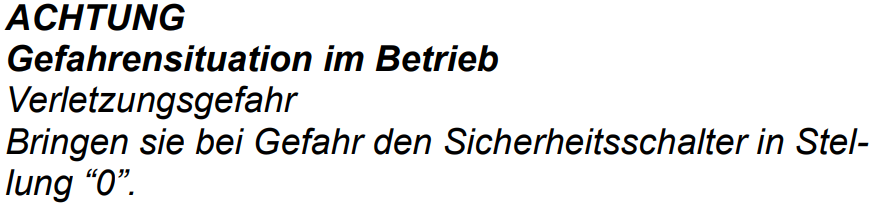 ACHTUNG
Gefahrensituation im Betrieb
Verletzungsgefahr
Bringen sie bei Gefahr den Sicherheitsschalter in Stel-
lung “0”.